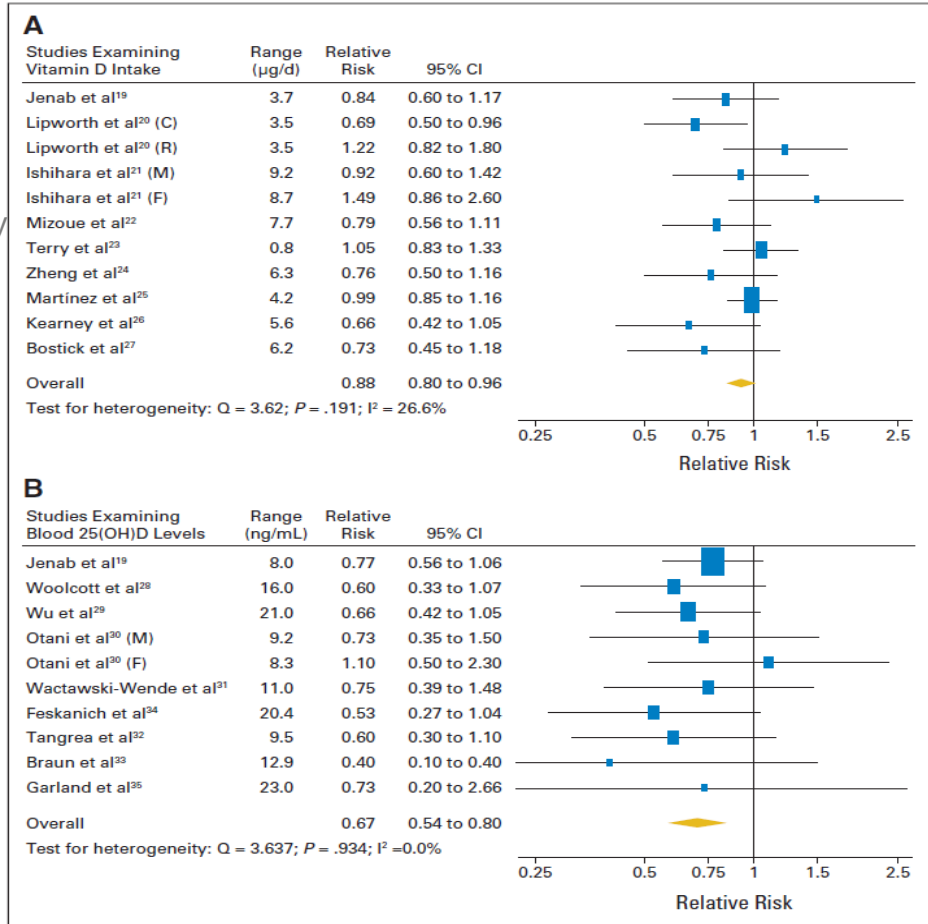 A
Studies Examining Vitamin D Intake Range (µg/d) Relative Risk 95% CI
Jenab et al¹⁹ 3.7 0.84 0.60 to 1.17
Lipworth et al²⁰ (C) 3.5 0.69 0.50 to 0.96
Lipworth et al²⁰ (R) 3.5 1.22 0.82 to 1.80
Ishihara et al²¹ (M) 9.2 0.92 0.60 to 1.42
Ishihara et al²¹ (F) 8.7 1.49 0.86 to 2.60
Mizoue et al²² 7.7 0.79 0.56 to 1.11
Terry et al²³ 0.8 1.05 0.83 to 1.33
Zheng et al²⁴ 6.3 0.76 0.50 to 1.16
Martínez et al²⁵ 4.2 0.99 0.85 to 1.16
Kearney et al²⁶ 5.6 0.66 0.42 to 1.05
Bostick et al²⁷ 6.2 0.73 0.45 to 1.18
Overall 0.88 0.80 to 0.96
Test for heterogeneity: Q = 3.62; P = .191; I² = 26.6%
0.25 0.5 0.75 1 1.5 2.5
Relative Risk
B
Studies Examining Blood 25(OH)D Levels Range (ng/mL) Relative Risk 95% CI
Jenab et al¹⁹ 8.0 0.77 0.56 to 1.06
Woolcott et al²⁸ 16.0 0.60 0.33 to 1.07
Wu et al²⁹ 21.0 0.66 0.42 to 1.05
Otani et al³⁰ (M) 9.2 0.73 0.35 to 1.50
Otani et al³⁰ (F) 8.3 1.10 0.50 to 2.30
Wactawski-Wende et al³¹ 11.0 0.75 0.39 to 1.48
Feskanich et al³⁴ 20.4 0.53 0.27 to 1.04
Tangrea et al³² 9.5 0.60 0.30 to 1.10
Braun et al³³ 12.9 0.40 0.10 to 0.40
Garland et al³⁵ 23.0 0.73 0.20 to 2.66
Overall 0.67 0.54 to 0.80
Test for heterogeneity: Q = 3.637; P = .934; I² =0.0%
0.25 0.5 0.75 1 1.5 2.5
Relative Risk